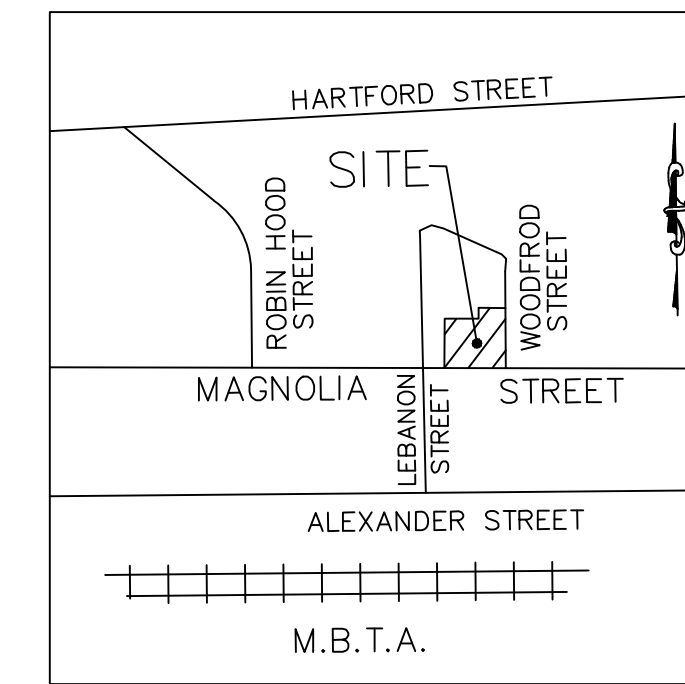 HARTFORD STREET
SITE
ROBIN HOOD
STREET
WOODFROD
STREET
MAGNOLIA STREET
LEBANON
STREET
ALEXANDER STREET
M.B.T.A.